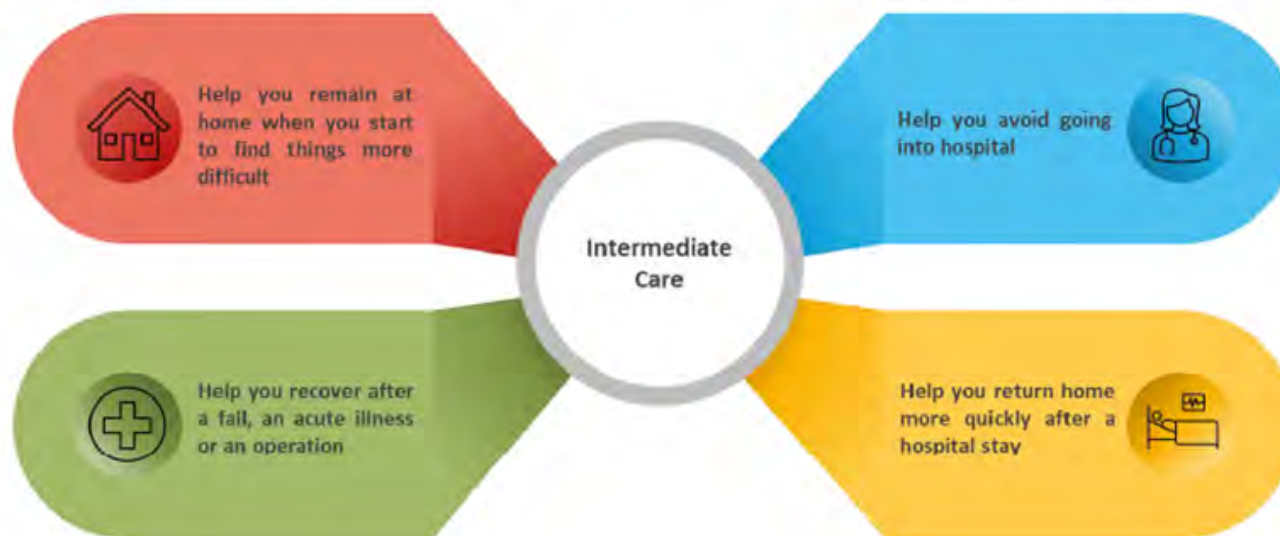 Help you remain at
home when you start
to find things more
difficult
Help you avoid going
into hospital
Intermediate
Care
Help you recover after
a fall, an acute illness
or an operation
Help you return home
more quickly after a
hospital stay